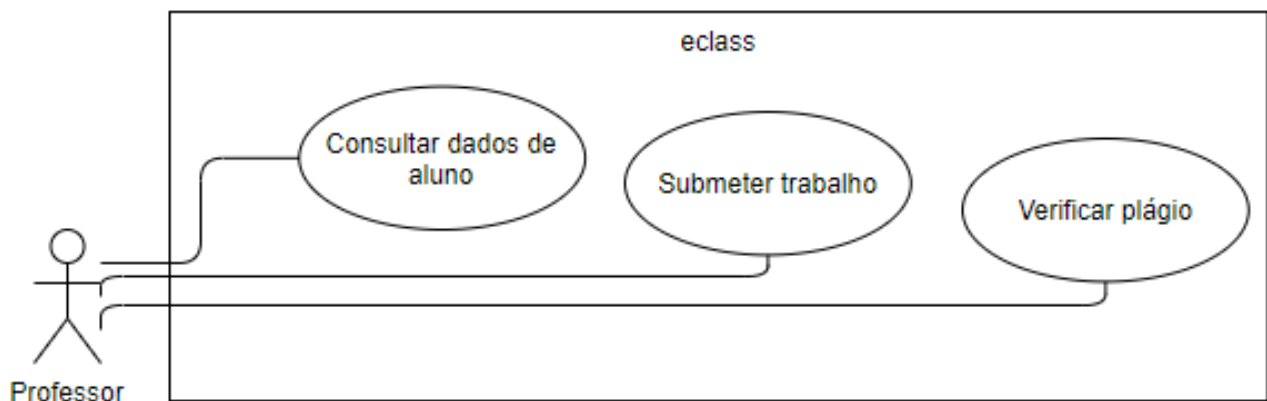 eclass
Consultar dados de
aluno
Submeter trabalho
Verificar plágio
Professor